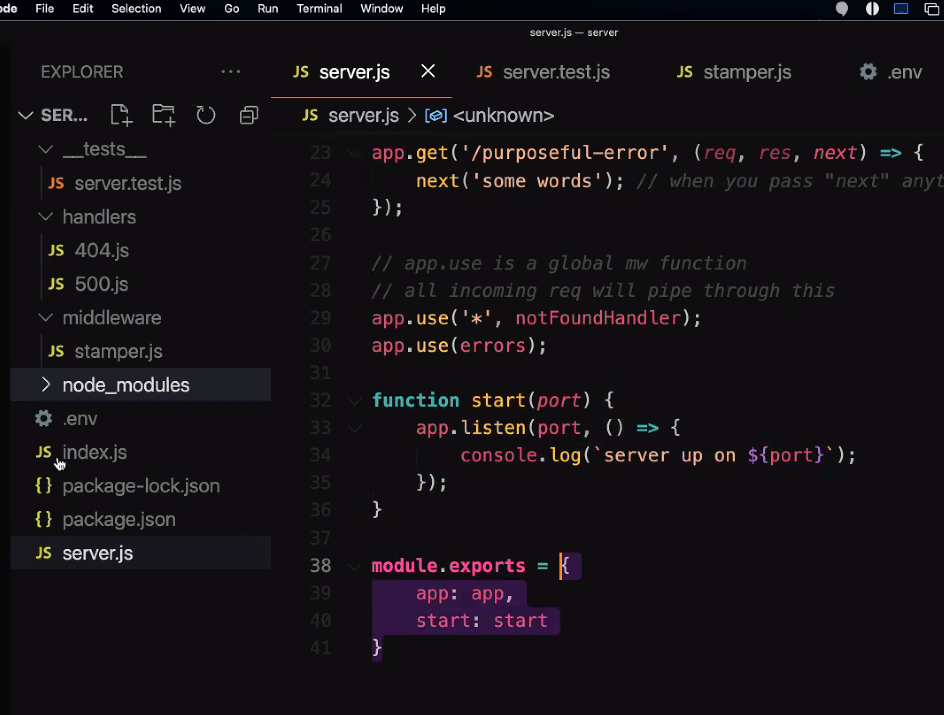 ode File Edit Selection View Go Run Terminal Window Help
server.js — server
EXPLORER ···
JS server.js JS server.test.js JS stamper.js .env
SER...
JS server.js > <unknown>
__tests__
JS server.test.js
handlers
JS 404.js
JS 500.js
middleware
JS stamper.js
node_modules
.env
JS index.js
{} package-lock.json
{} package.json
JS server.js
23 app.get('/purposeful-error', (req, res, next) => {
24 next('some words'); // when you pass "next" anyt
25 });
26
27 // app.use is a global mw function
28 // all incoming req will pipe through this
29 app.use('*', notFoundHandler);
30 app.use(errors);
31
32 function start(port) {
33 app.listen(port, () => {
34 console.log(`server up on ${port}`);
35 });
36 }
37
38 module.exports = {
39 app: app,
40 start: start
41 }